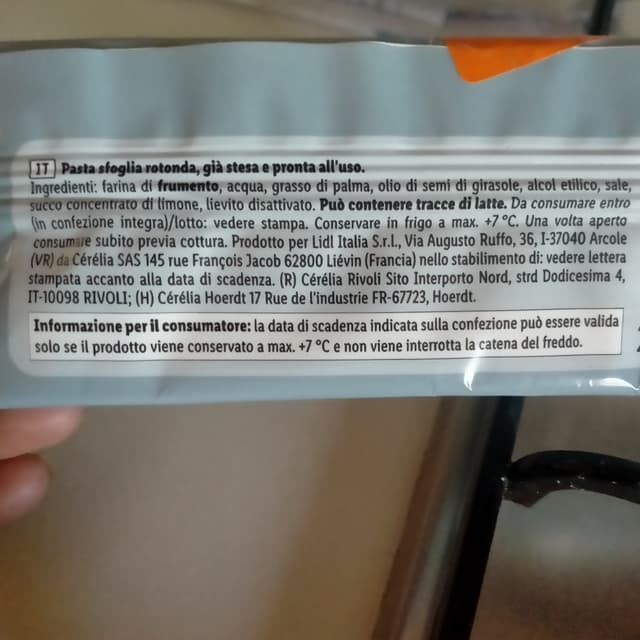 IT Pasta sfoglia rotonda, già stesa e pronta all'uso.
Ingredienti: farina di frumento, acqua, grasso di palma, olio di semi di girasole, alcol etilico, sale,
succo concentrato di limone, lievito disattivato. Può contenere tracce di latte. Da consumare entro
(in confezione integra)/lotto: vedere stampa. Conservare in frigo a max. +7 °C. Una volta aperto
consumare subito previa cottura. Prodotto per Lidl Italia S.r.l., Via Augusto Ruffo, 36, I-37040 Arcole
(VR) da Cérélia SAS 145 rue François Jacob 62800 Liévin (Francia) nello stabilimento di: vedere lettera
stampata accanto alla data di scadenza. (R) Cérélia Rivoli Sito Interporto Nord, strd Dodicesima 4,
IT-10098 RIVOLI; (H) Cérélia Hoerdt 17 Rue de l'industrie FR-67723, Hoerdt.
Informazione per il consumatore: la data di scadenza indicata sulla confezione può essere valida
solo se il prodotto viene conservato a max. +7 °C e non viene interrotta la catena del freddo.